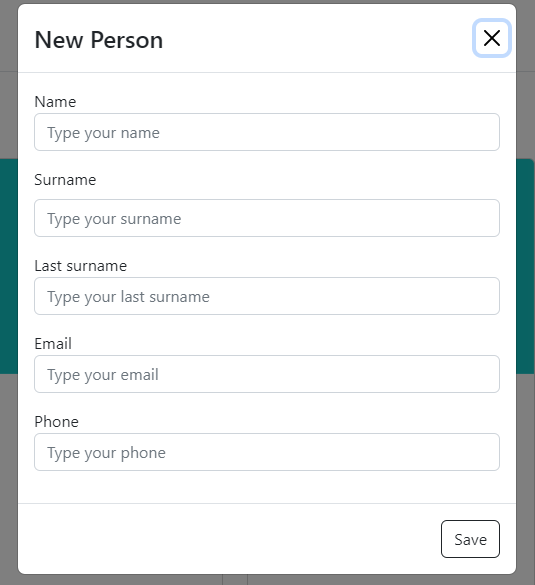 New Person
Name
Type your name
Surname
Type your surname
Last surname
Type your last surname
Email
Type your email
Phone
Type your phone
Save